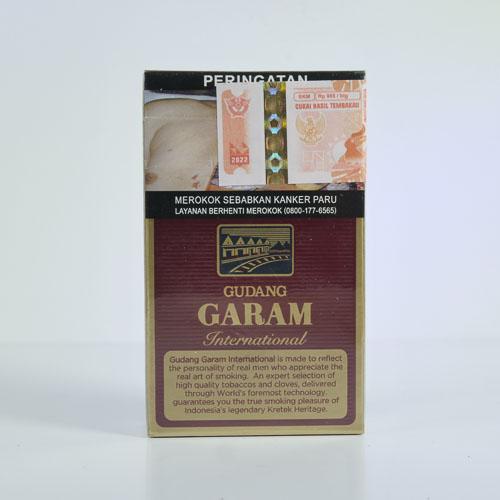 PERINGATAN
SKM
CUKAI HASIL TEMBAKAU
2022
MEROKOK SEBABKAN KANKER PARU
LAYANAN BERHENTI MEROKOK (0800-177-6565)
GUDANG
GARAM
International
Gudang Garam International is made to reflect
the personality of real men who appreciate the
real art of smoking. An expert selection of
high quality tobaccos and cloves, delivered
through World's foremost technology,
guarantees you the true smoking pleasure of
Indonesia's legendary Kretek Heritage.